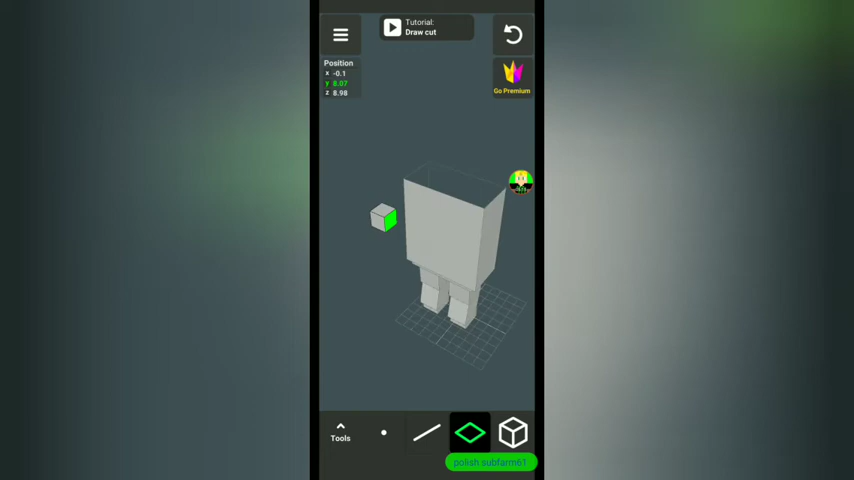 Tutorial:
Draw cut
Position
x -0.1
y 8.07
z 8.98
Go Premium
Tools
polish subfarm61